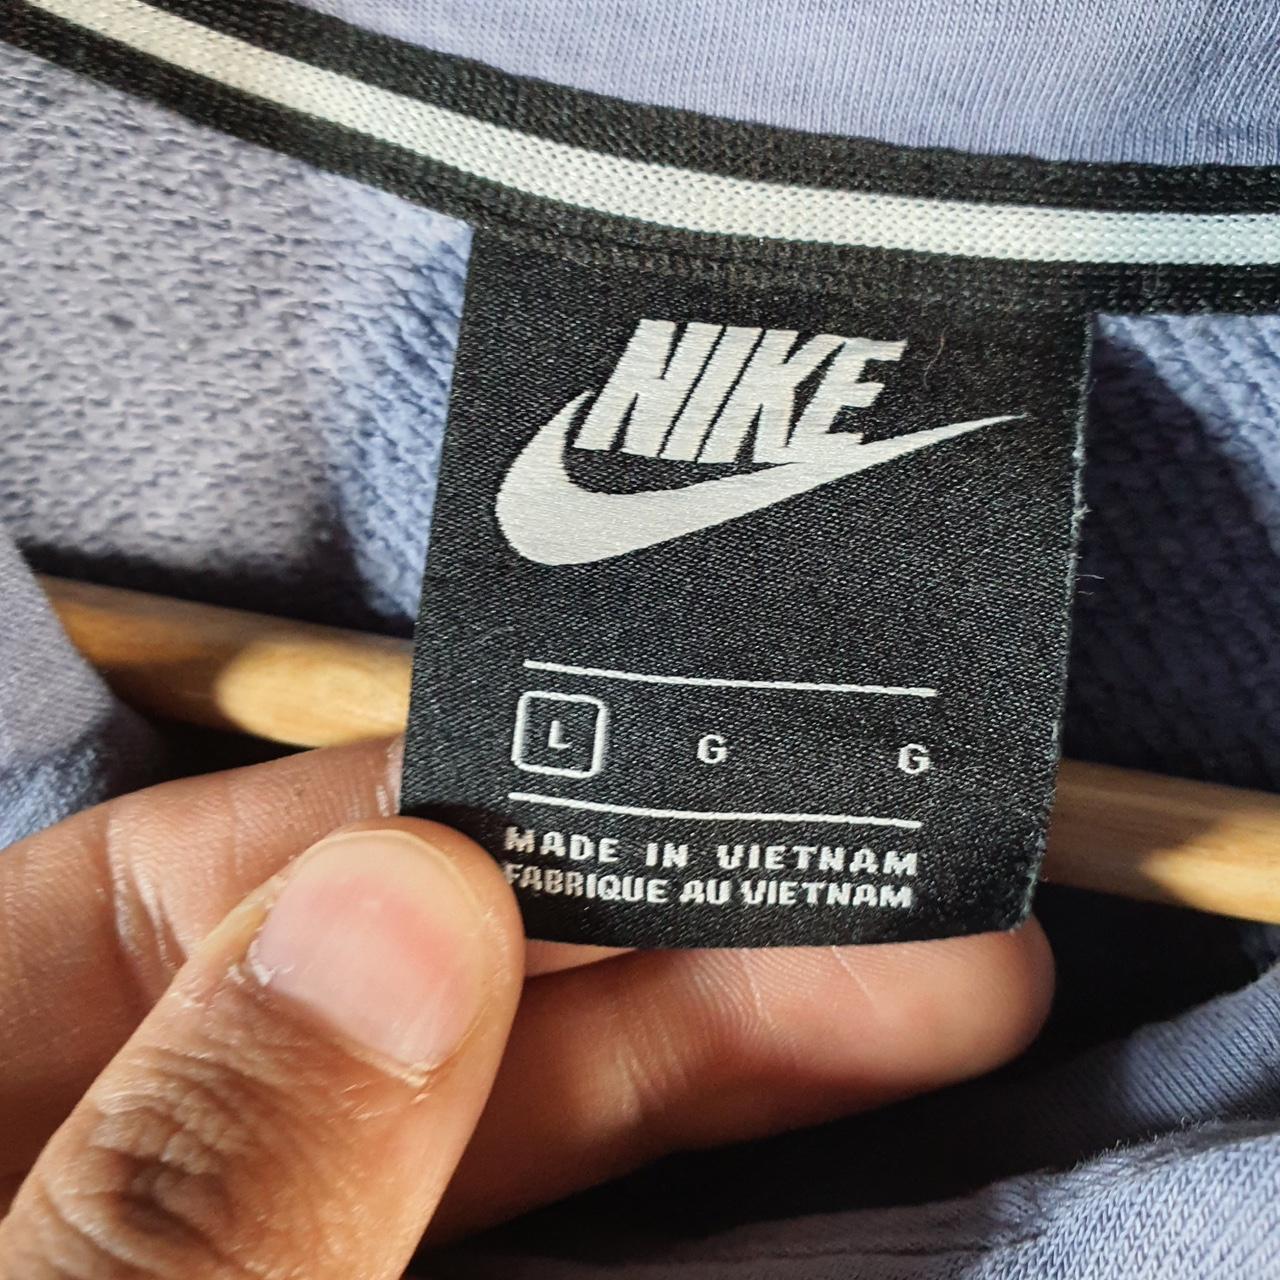 NIKE
L G G
MADE IN VIETNAM
FABRIQUE AU VIETNAM